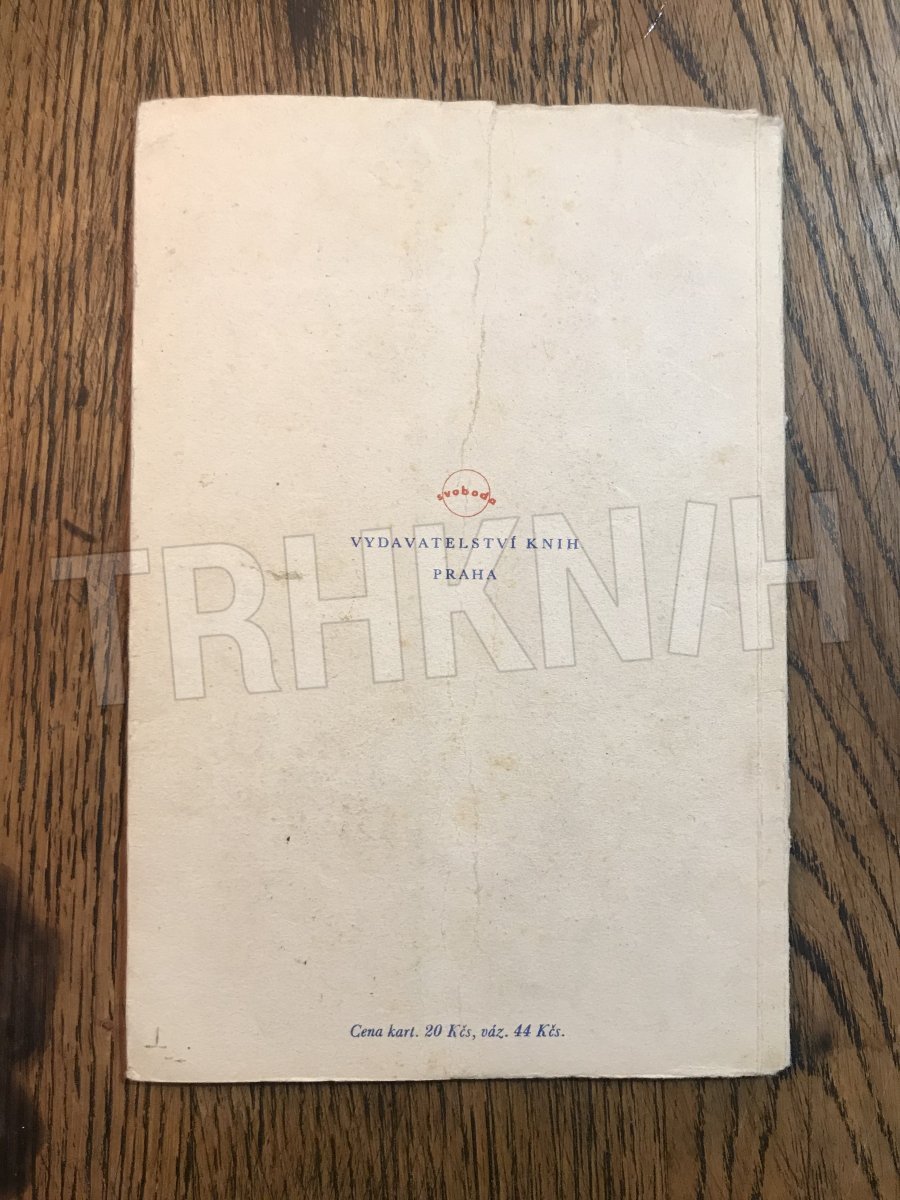 svoboda
VYDAVATELSTVÍ KNIH
PRAHA
TRHKNIH
Cena kart. 20 Kčs, váz. 44 Kčs.